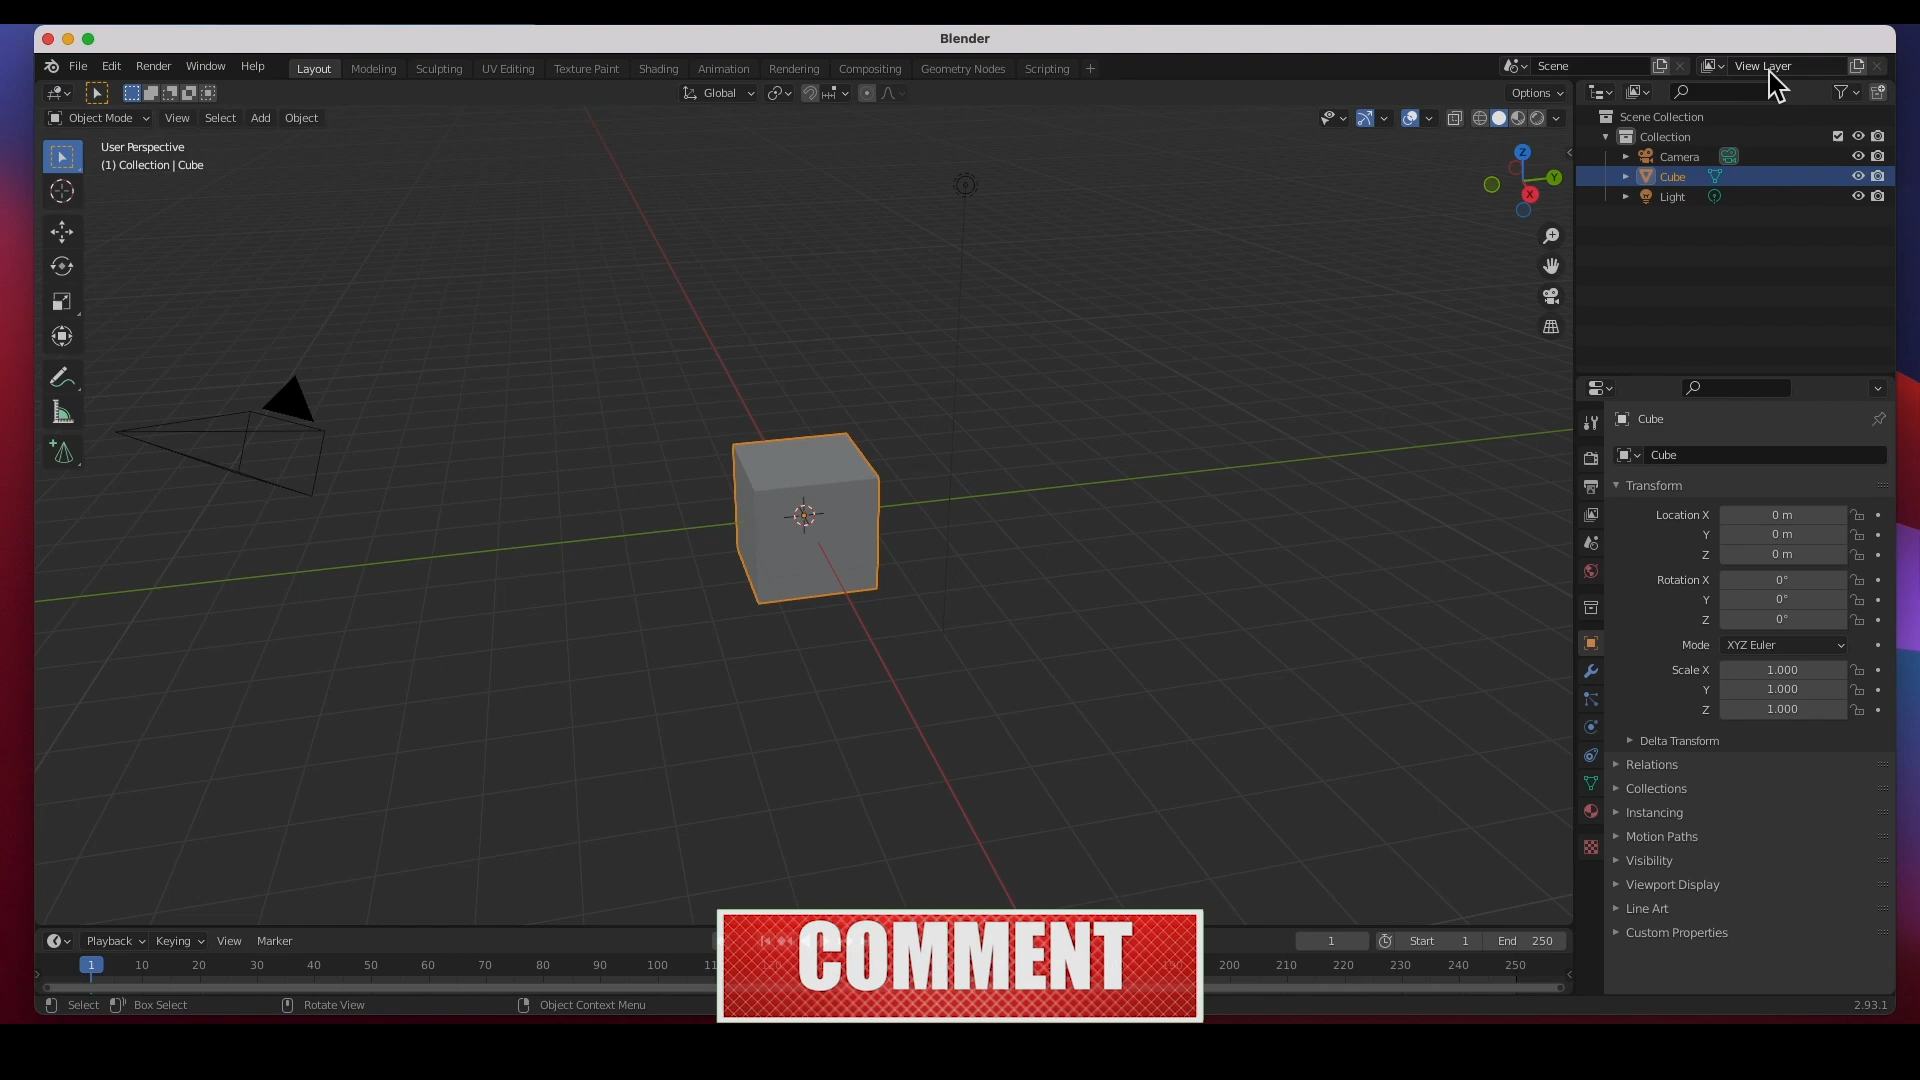 Blender
File Edit Render Window Help Layout Modeling Sculpting UV Editing Texture Paint Shading Animation Rendering Compositing Geometry Nodes Scripting + Scene View Layer
Global Options
Object Mode View Select Add Object
User Perspective
(1) Collection | Cube
Z
Y
X
Scene Collection
Collection
Camera
Cube
Light
Cube
Cube
Transform
Location X 0 m
Y 0 m
Z 0 m
Rotation X 0°
Y 0°
Z 0°
Mode XYZ Euler
Scale X 1.000
Y 1.000
Z 1.000
Delta Transform
Relations
Collections
Instancing
Motion Paths
Visibility
Viewport Display
Line Art
Custom Properties
Playback Keying View Marker 1 Start 1 End 250
1 10 20 30 40 50 60 70 80 90 100 200 210 220 230 240 250
COMMENT
Select Box Select Rotate View Object Context Menu 2.93.1